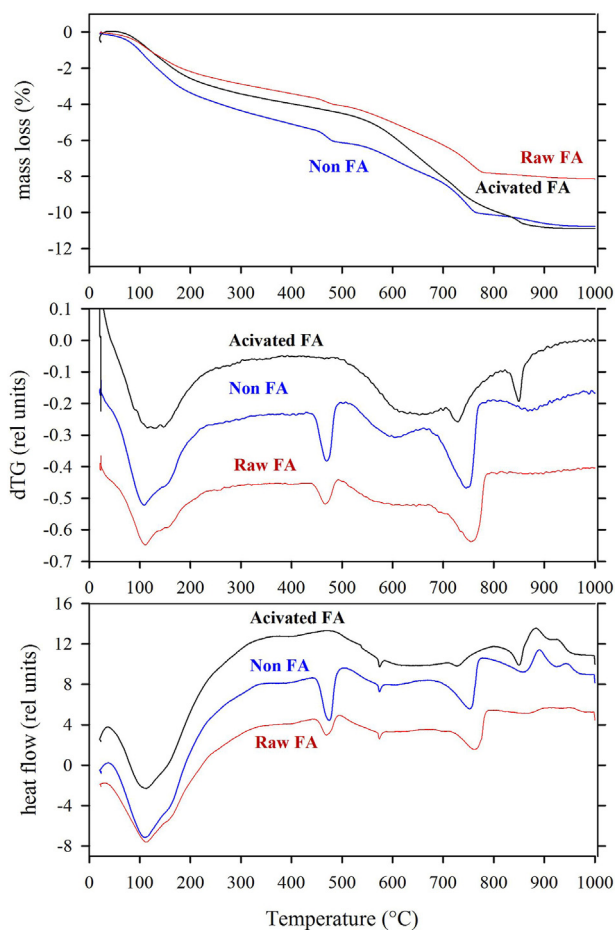 0
-2
-4
-6
-8
-10
-12
mass loss (%)
Raw FA
Non FA
Acivated FA
0 100 200 300 400 500 600 700 800 900 1000
0.1
0.0
-0.1
-0.2
-0.3
-0.4
-0.5
-0.6
-0.7
dTG (rel units)
Acivated FA
Non FA
Raw FA
0 100 200 300 400 500 600 700 800 900 1000
16
12
8
4
0
-4
-8
heat flow (rel units)
Acivated FA
Non FA
Raw FA
0 100 200 300 400 500 600 700 800 900 1000
Temperature (°C)